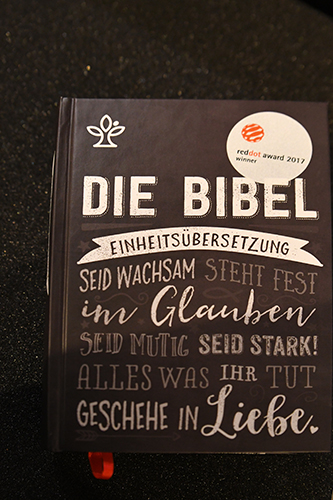 reddot award 2017
winner
DIE BIBEL
EINHEITSÜBERSETZUNG
SEID WACHSAM STEHT FEST
im Glauben
SEID MUTIG SEID STARK!
ALLES WAS IHR TUT
GESCHEHE IN Liebe.